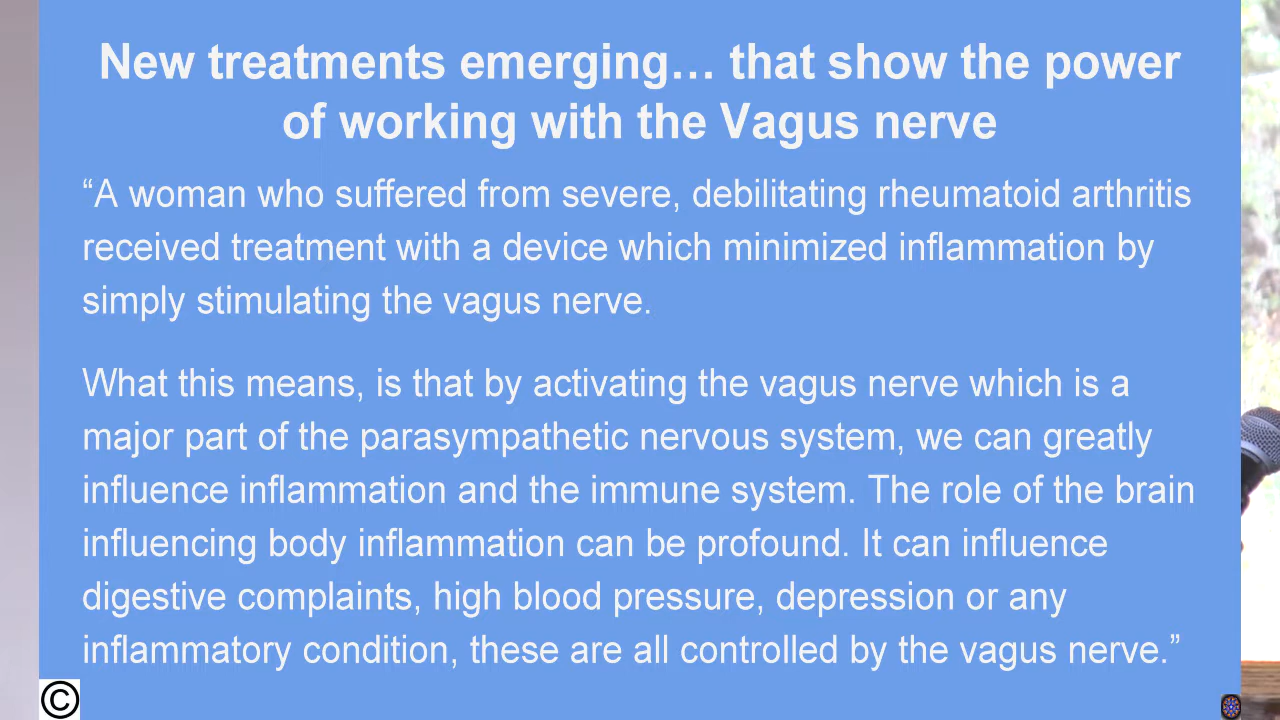 New treatments emerging… that show the power
of working with the Vagus nerve
“A woman who suffered from severe, debilitating rheumatoid arthritis
received treatment with a device which minimized inflammation by
simply stimulating the vagus nerve.
What this means, is that by activating the vagus nerve which is a
major part of the parasympathetic nervous system, we can greatly
influence inflammation and the immune system. The role of the brain
influencing body inflammation can be profound. It can influence
digestive complaints, high blood pressure, depression or any
inflammatory condition, these are all controlled by the vagus nerve.”
©